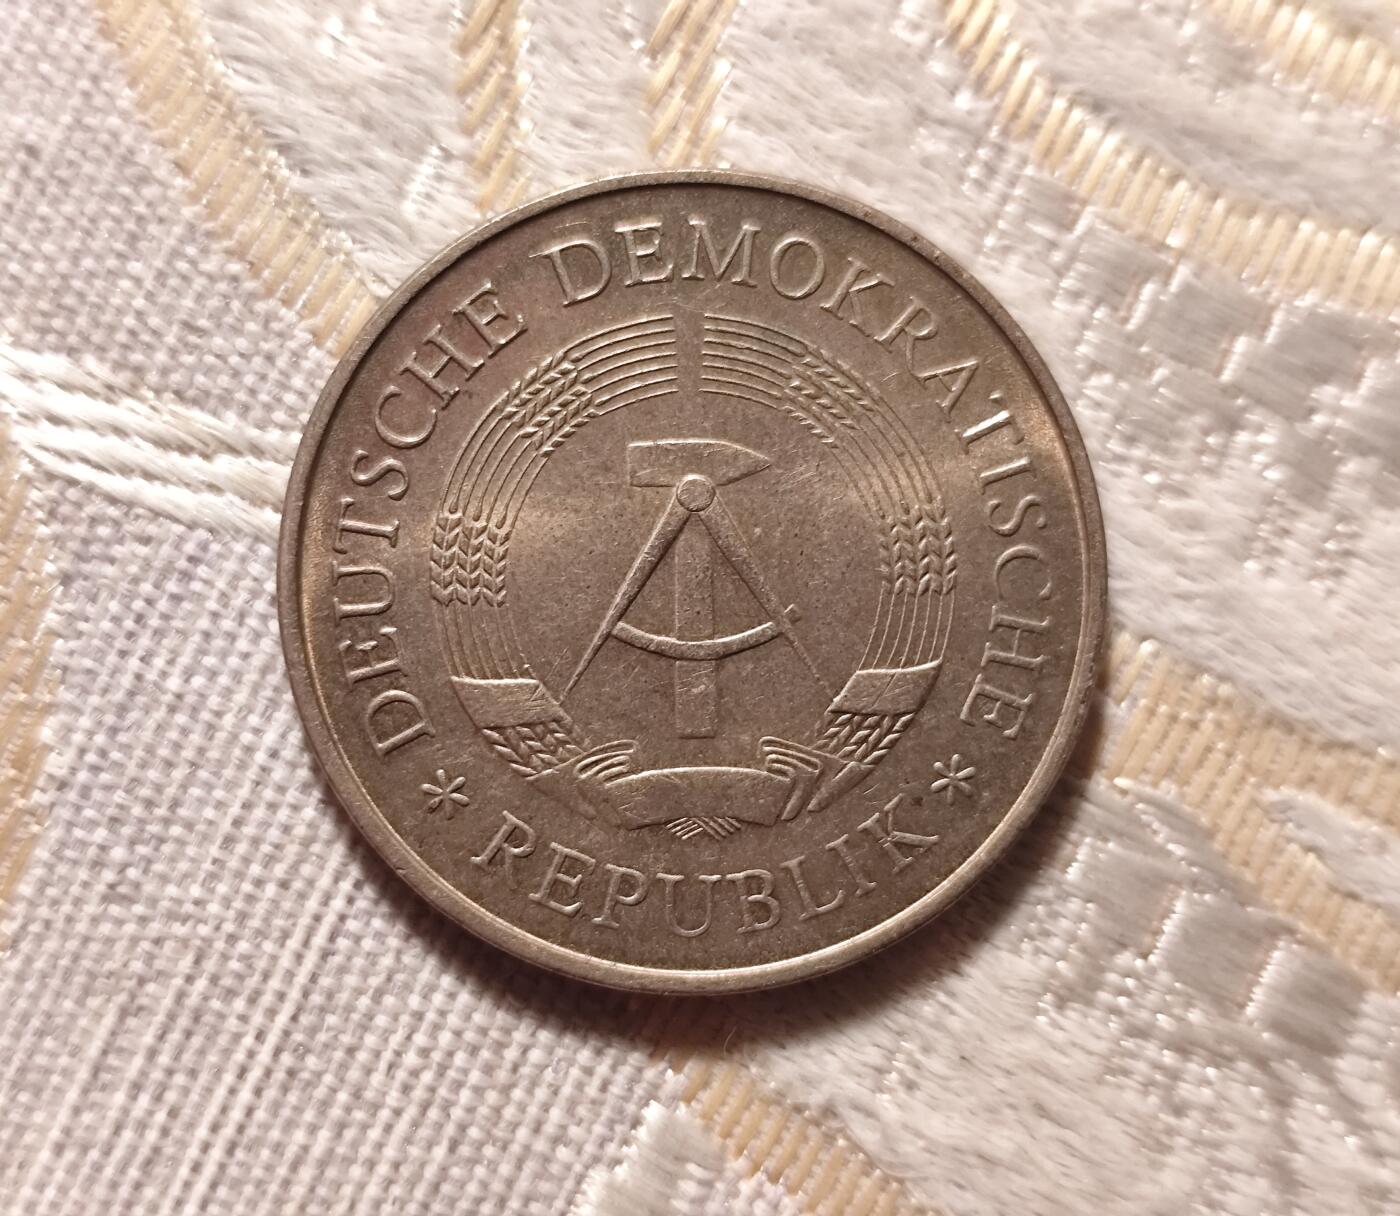 DEUTSCHE DEMOKRATISCHE
* REPUBLIK *